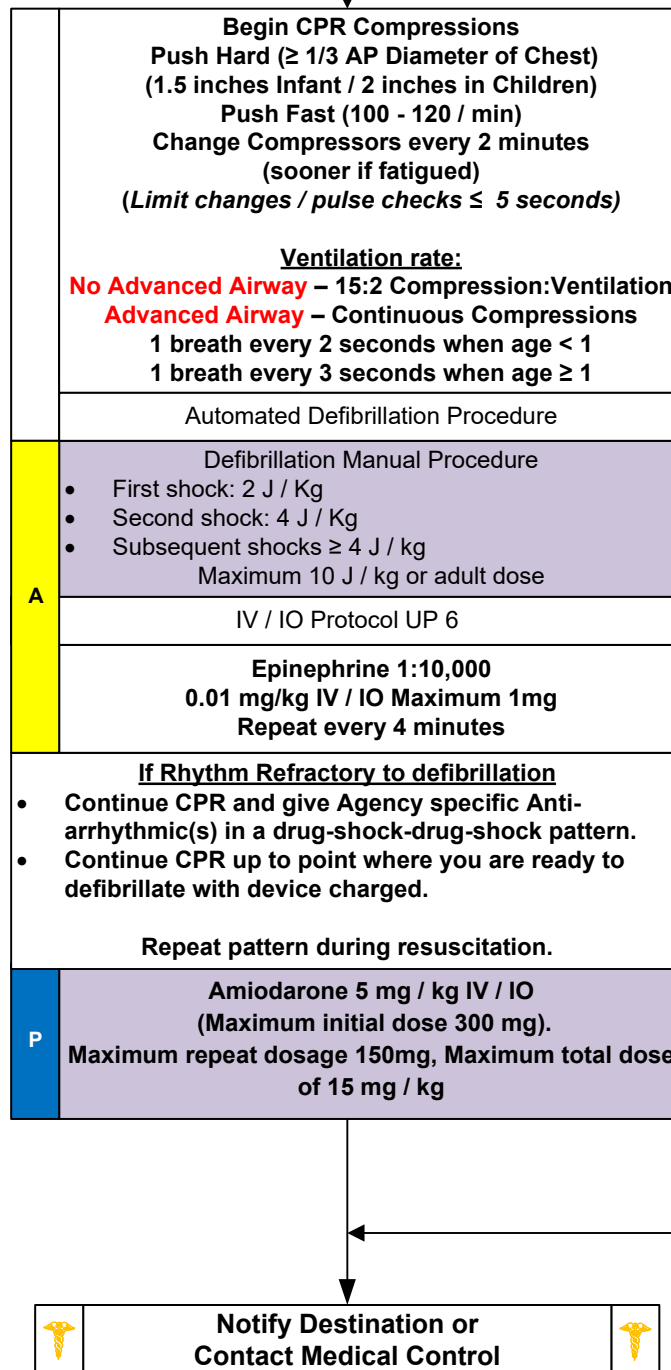 Begin CPR Compressions
Push Hard (≥ 1/3 AP Diameter of Chest)
(1.5 inches Infant / 2 inches in Children)
Push Fast (100 - 120 / min)
Change Compressors every 2 minutes
(sooner if fatigued)
(Limit changes / pulse checks ≤ 5 seconds)
Ventilation rate:
No Advanced Airway – 15:2 Compression:Ventilation
Advanced Airway – Continuous Compressions
1 breath every 2 seconds when age < 1
1 breath every 3 seconds when age ≥ 1
Automated Defibrillation Procedure
A
Defibrillation Manual Procedure
• First shock: 2 J / Kg
• Second shock: 4 J / Kg
• Subsequent shocks ≥ 4 J / kg
Maximum 10 J / kg or adult dose
IV / IO Protocol UP 6
Epinephrine 1:10,000
0.01 mg/kg IV / IO Maximum 1mg
Repeat every 4 minutes
If Rhythm Refractory to defibrillation
• Continue CPR and give Agency specific Anti-
arrhythmic(s) in a drug-shock-drug-shock pattern.
• Continue CPR up to point where you are ready to
defibrillate with device charged.
Repeat pattern during resuscitation.
P
Amiodarone 5 mg / kg IV / IO
(Maximum initial dose 300 mg).
Maximum repeat dosage 150mg, Maximum total dose
of 15 mg / kg
Notify Destination or
Contact Medical Control